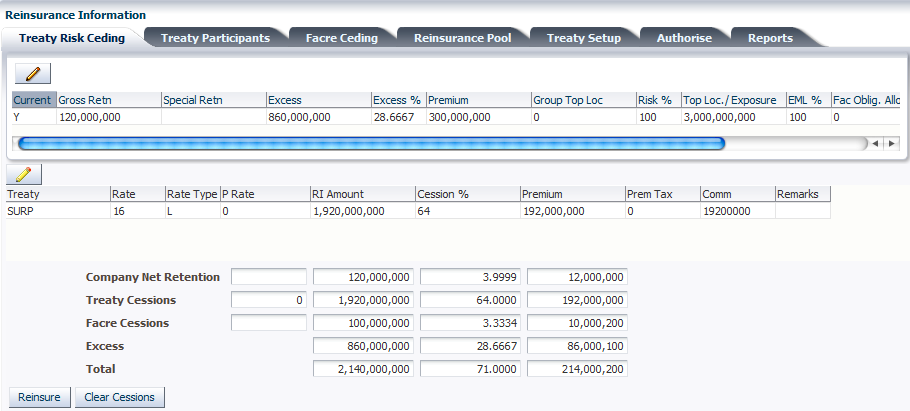 Reinsurance Information
Treaty Risk Ceding Treaty Participants Facre Ceding Reinsurance Pool Treaty Setup Authorise Reports
Current Gross Retn Special Retn Excess Excess % Premium Group Top Loc Risk % Top Loc./ Exposure EML % Fac Oblig. Allo
Y 120,000,000 860,000,000 28.6667 300,000,000 0 100 3,000,000,000 100 0
Treaty Rate Rate Type P Rate RI Amount Cession % Premium Prem Tax Comm Remarks
SURP 16 L 0 1,920,000,000 64 192,000,000 0 19200000
Company Net Retention 120,000,000 3.9999 12,000,000
Treaty Cessions 0 1,920,000,000 64.0000 192,000,000
Facre Cessions 100,000,000 3.3334 10,000,200
Excess 860,000,000 28.6667 86,000,100
Total 2,140,000,000 71.0000 214,000,200
Reinsure Clear Cessions